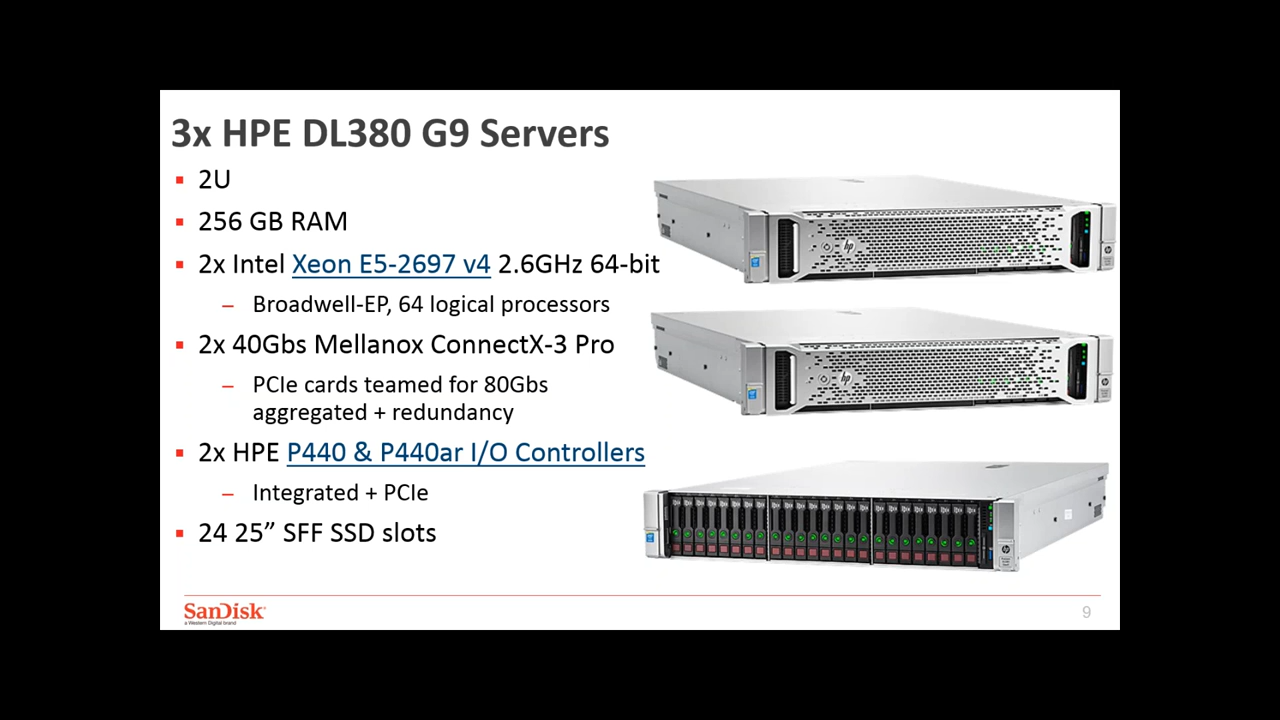 3x HPE DL380 G9 Servers
2U
256 GB RAM
2x Intel Xeon E5-2697 v4 2.6GHz 64-bit
– Broadwell-EP, 64 logical processors
2x 40Gbs Mellanox ConnectX-3 Pro
– PCIe cards teamed for 80Gbs
aggregated + redundancy
2x HPE P440 & P440ar I/O Controllers
– Integrated + PCIe
24 25” SFF SSD slots
SanDisk®
a Western Digital brand
9
hp
hp